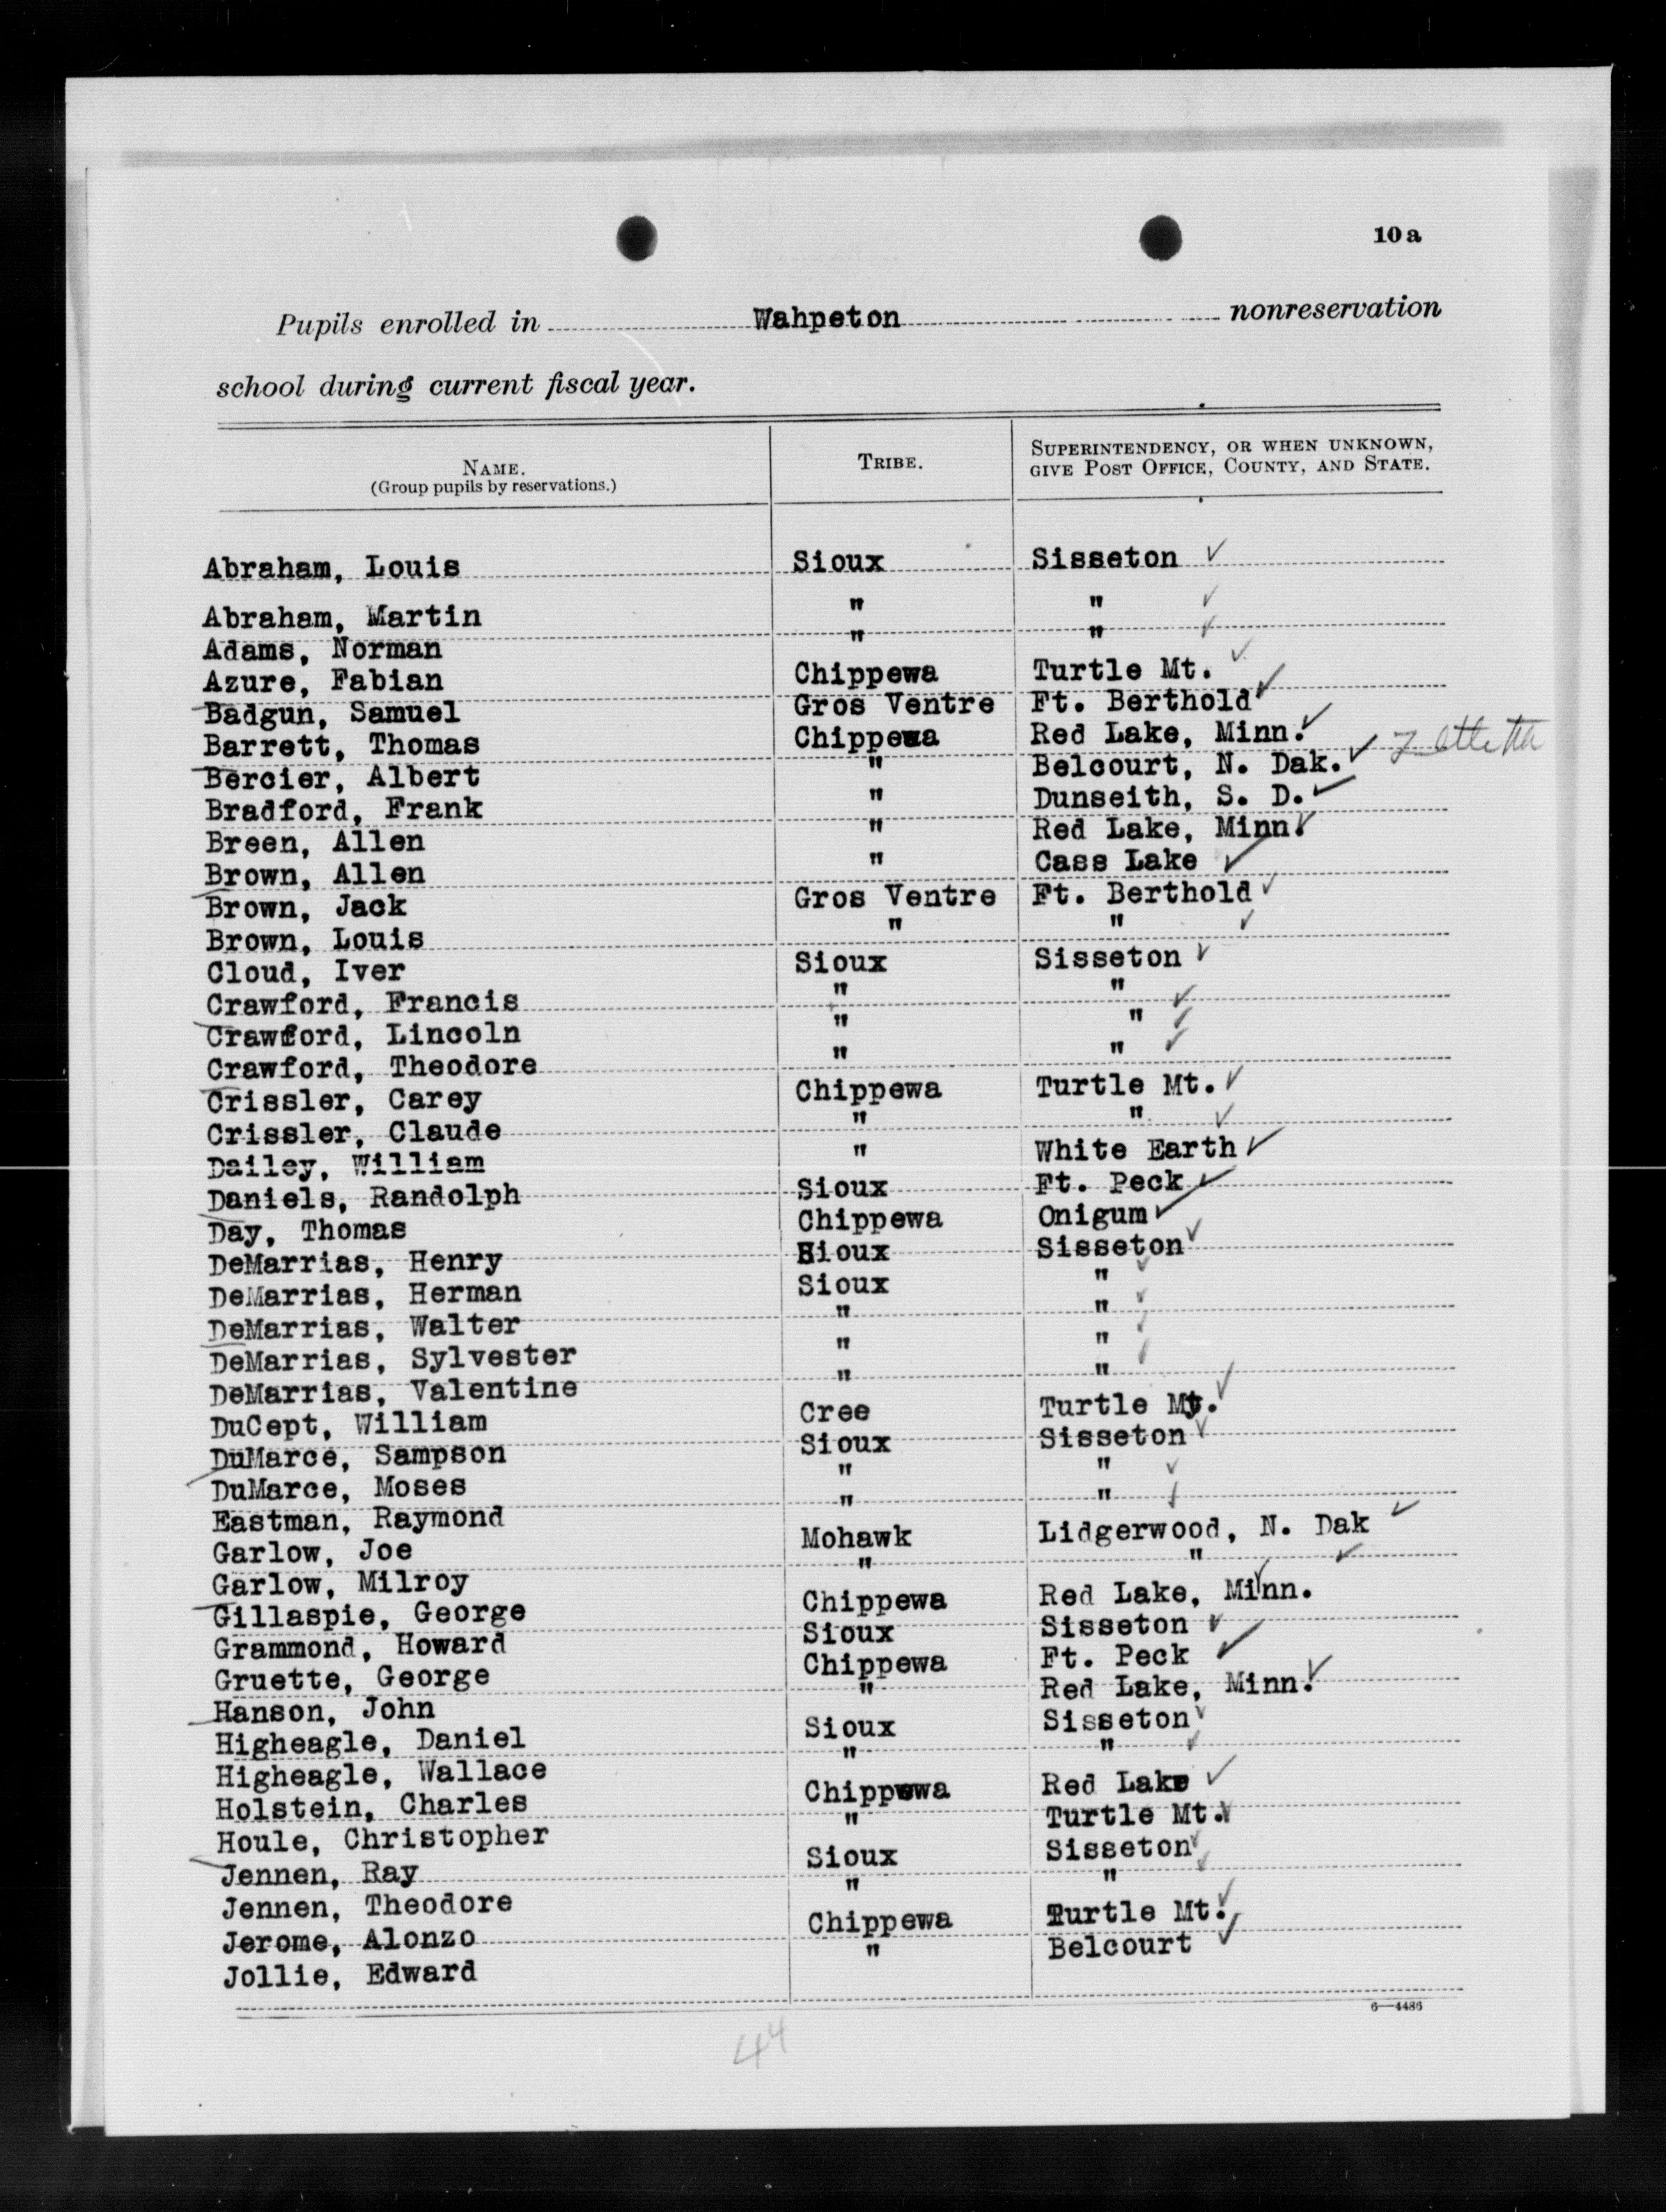 10 a
Pupils enrolled in Wahpeton nonreservation
school during current fiscal year.
NAME. TRIBE. SUPERINTENDENCY, OR WHEN UNKNOWN,
(Group pupils by reservations.) GIVE POST OFFICE, COUNTY, AND STATE.
Abraham, Louis Sioux Sisseton ✓
Abraham, Martin " " ✓
Adams, Norman " " ✓
Azure, Fabian Chippewa Turtle Mt. ✓
Badgun, Samuel Gros Ventre Ft. Berthold ✓
Barrett, Thomas Chippewa Red Lake, Minn. ✓
Bercier, Albert " Belcourt, N. Dak. ✓
Bradford, Frank " Dunseith, S. D. ✓
Breen, Allen " Red Lake, Minn. ✓
Brown, Allen " Cass Lake ✓
Brown, Jack Gros Ventre Ft. Berthold ✓
Brown, Louis " " ✓
Cloud, Iver Sioux Sisseton ✓
Crawford, Francis " " ✓
Crawford, Lincoln " " ✓
Crawford, Theodore " " ✓
Crissler, Carey Chippewa Turtle Mt. ✓
Crissler, Claude " " ✓
Dailey, William " White Earth ✓
Daniels, Randolph Sioux Ft. Peck ✓
Day, Thomas Chippewa Onigum ✓
DeMarrias, Henry Sioux Sisseton ✓
DeMarrias, Herman Sioux " ✓
DeMarrias, Walter " " ✓
DeMarrias, Sylvester " " ✓
DeMarrias, Valentine " " ✓
DuCept, William Cree Turtle Mt. ✓
DuMarce, Sampson Sioux Sisseton ✓
DuMarce, Moses " " ✓
Eastman, Raymond " " ✓
Garlow, Joe Mohawk Lidgerwood, N. Dak ✓
Garlow, Milroy " " ✓
Gillaspie, George Chippewa Red Lake, Minn. ✓
Grammond, Howard Sioux Sisseton ✓
Gruette, George Chippewa Ft. Peck ✓
Hanson, John " Red Lake, Minn. ✓
Higheagle, Daniel Sioux Sisseton ✓
Higheagle, Wallace " " ✓
Holstein, Charles Chippewa Red Lake ✓
Houle, Christopher " Turtle Mt. ✓
Jennen, Ray Sioux Sisseton ✓
Jennen, Theodore " " ✓
Jerome, Alonzo Chippewa Turtle Mt. ✓
Jollie, Edward " Belcourt ✓
6—4486
44